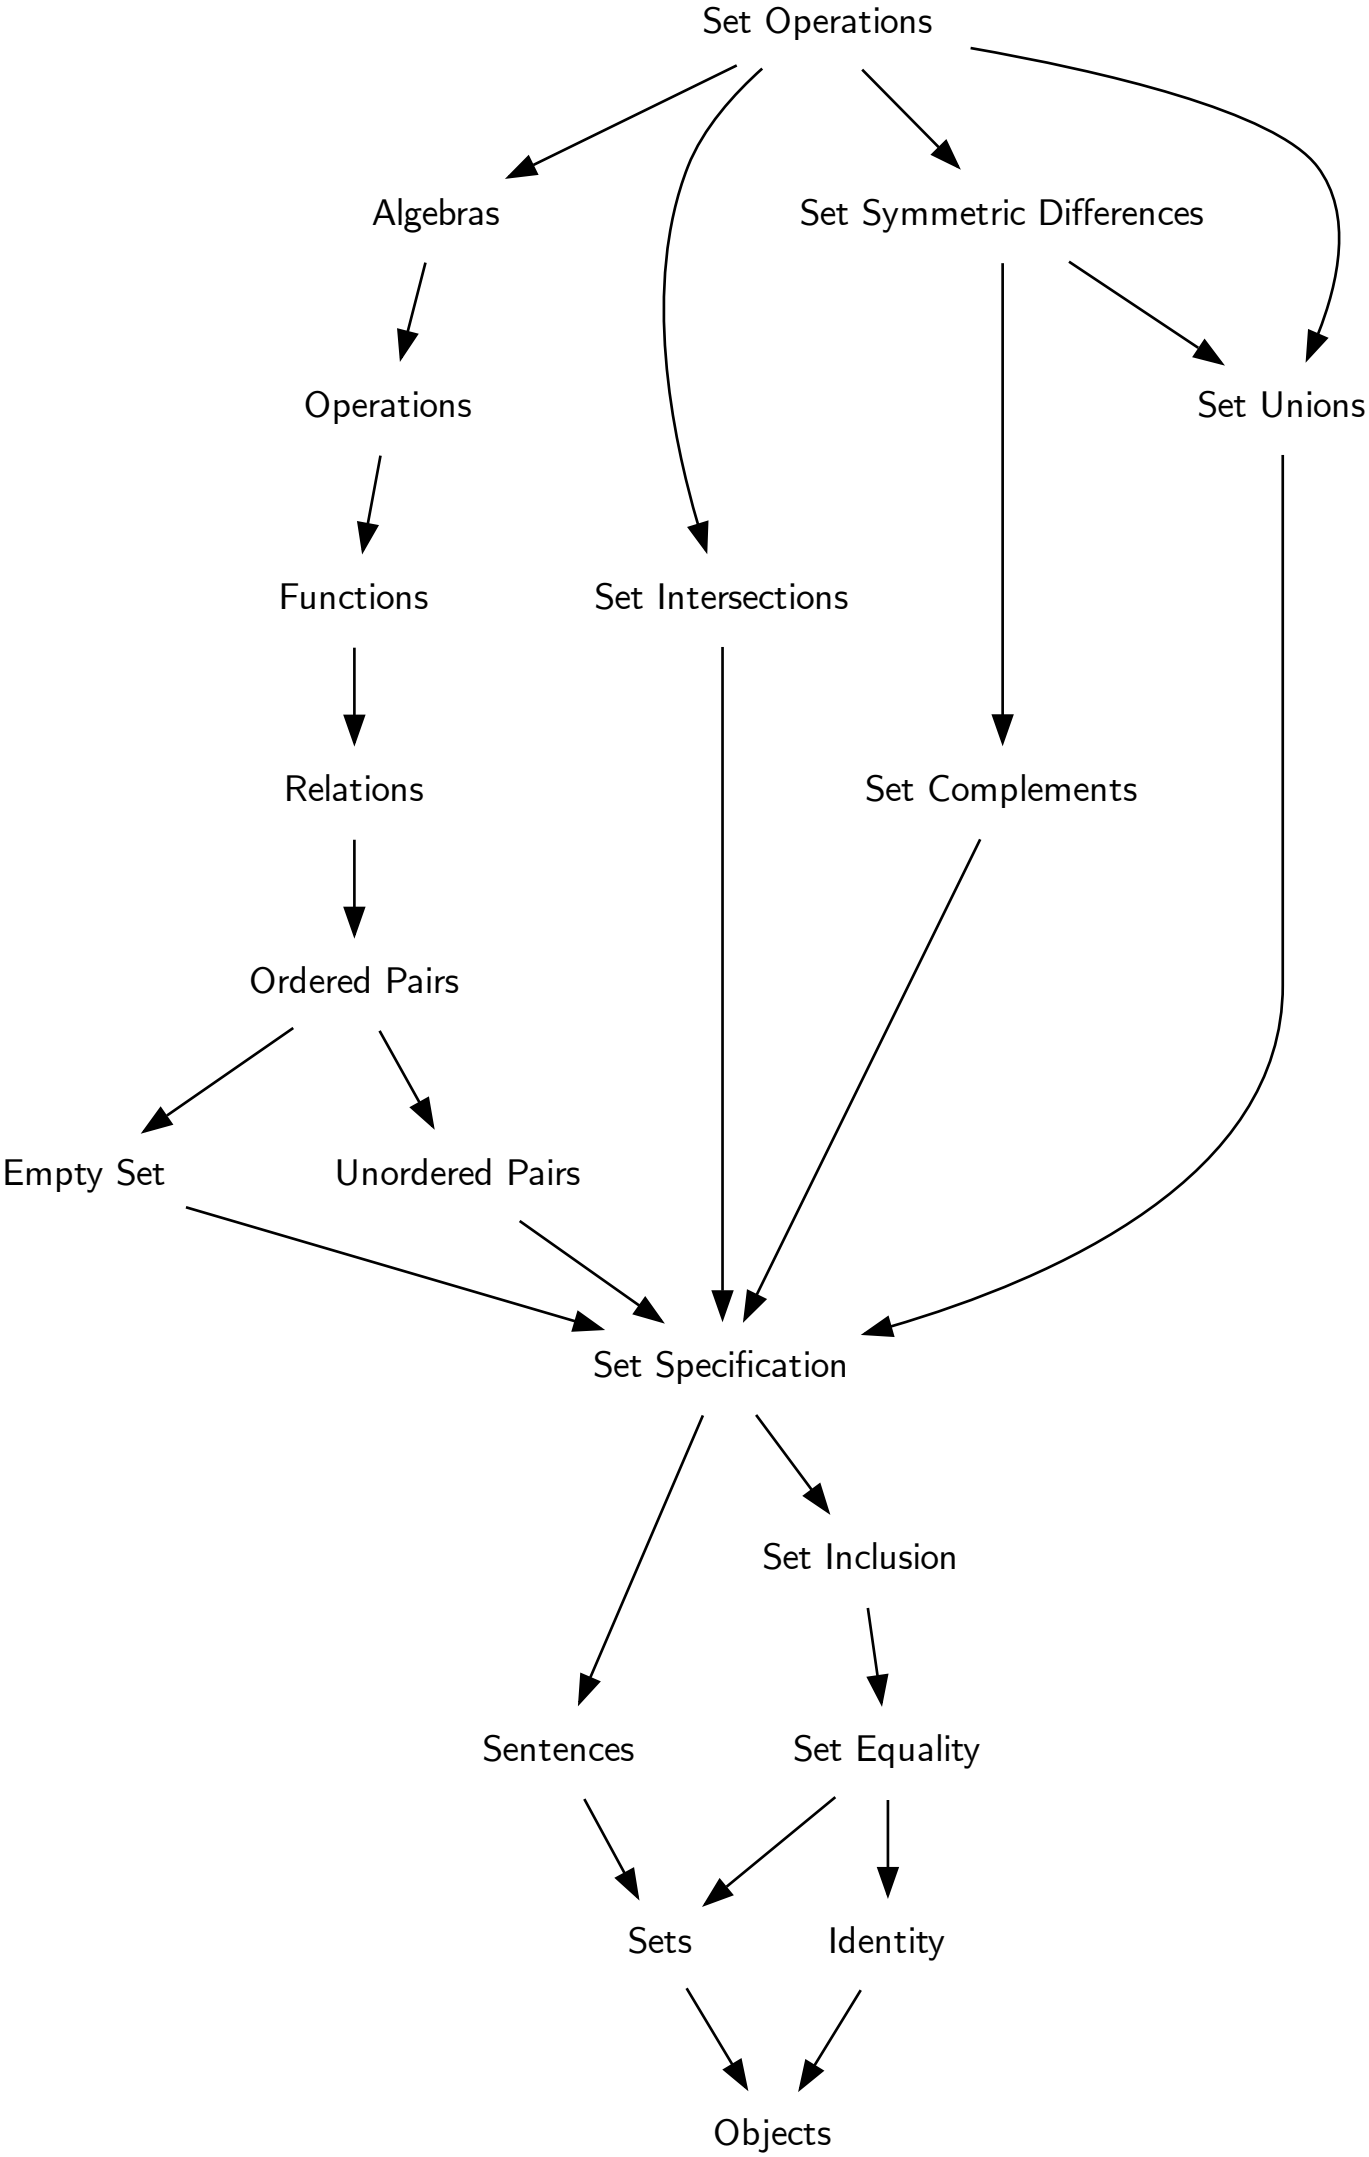 Set Operations
Algebras
Set Symmetric Differences
Operations
Set Unions
Functions
Set Intersections
Relations
Set Complements
Ordered Pairs
Empty Set
Unordered Pairs
Set Specification
Set Inclusion
Sentences
Set Equality
Sets
Identity
Objects